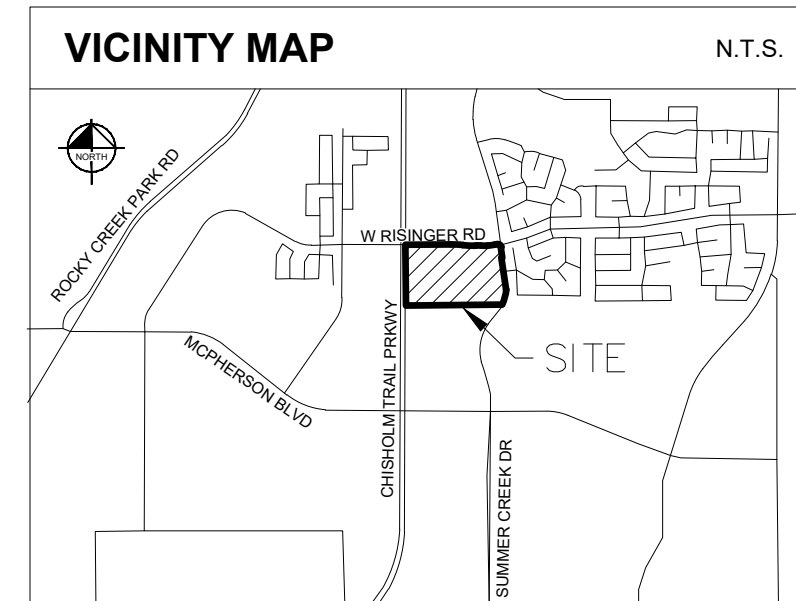 VICINITY MAP
N.T.S.
NORTH
ROCKY CREEK PARK RD
W RISINGER RD
MCPHERSON BLVD
CHISHOLM TRAIL PRKWY
SITE
SUMMER CREEK DR